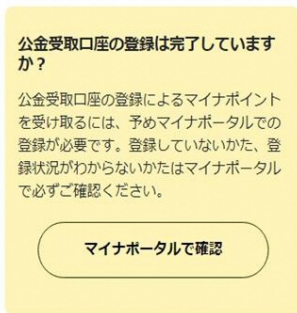 公金受取口座の登録は完了しています
か？
公金受取口座の登録によるマイナポイント
を受け取るには、予めマイナポータルでの
登録が必要です。登録していないかた、登
録状況がわからないかたはマイナポータル
で必ずご確認ください。
マイナポータルで確認